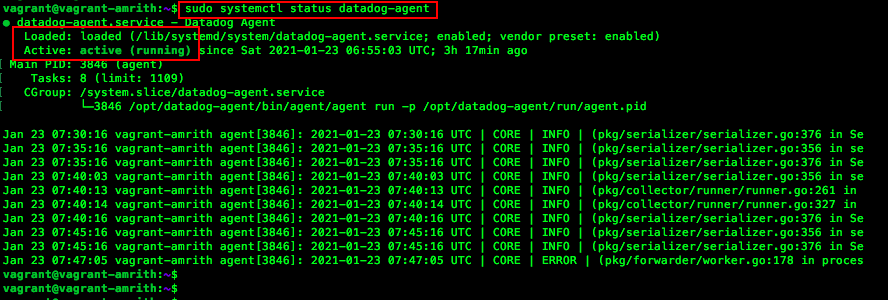 vagrant@vagrant-amrith:~$ sudo systemctl status datadog-agent
● datadog-agent.service - Datadog Agent
Loaded: loaded (/lib/systemd/system/datadog-agent.service; enabled; vendor preset: enabled)
Active: active (running) since Sat 2021-01-23 06:55:03 UTC; 3h 17min ago
Main PID: 3846 (agent)
Tasks: 8 (limit: 1109)
CGroup: /system.slice/datadog-agent.service
└─3846 /opt/datadog-agent/bin/agent/agent run -p /opt/datadog-agent/run/agent.pid
Jan 23 07:30:16 vagrant-amrith agent[3846]: 2021-01-23 07:30:16 UTC | CORE | INFO | (pkg/serializer/serializer.go:376 in Se
Jan 23 07:35:16 vagrant-amrith agent[3846]: 2021-01-23 07:35:16 UTC | CORE | INFO | (pkg/serializer/serializer.go:356 in se
Jan 23 07:35:16 vagrant-amrith agent[3846]: 2021-01-23 07:35:16 UTC | CORE | INFO | (pkg/serializer/serializer.go:376 in Se
Jan 23 07:40:03 vagrant-amrith agent[3846]: 2021-01-23 07:40:03 UTC | CORE | INFO | (pkg/serializer/serializer.go:356 in se
Jan 23 07:40:13 vagrant-amrith agent[3846]: 2021-01-23 07:40:13 UTC | CORE | INFO | (pkg/collector/runner/runner.go:261 in
Jan 23 07:40:14 vagrant-amrith agent[3846]: 2021-01-23 07:40:14 UTC | CORE | INFO | (pkg/collector/runner/runner.go:327 in
Jan 23 07:40:16 vagrant-amrith agent[3846]: 2021-01-23 07:40:16 UTC | CORE | INFO | (pkg/serializer/serializer.go:376 in Se
Jan 23 07:45:16 vagrant-amrith agent[3846]: 2021-01-23 07:45:16 UTC | CORE | INFO | (pkg/serializer/serializer.go:356 in se
Jan 23 07:45:16 vagrant-amrith agent[3846]: 2021-01-23 07:45:16 UTC | CORE | INFO | (pkg/serializer/serializer.go:376 in Se
Jan 23 07:47:05 vagrant-amrith agent[3846]: 2021-01-23 07:47:05 UTC | CORE | ERROR | (pkg/forwarder/worker.go:178 in proces
vagrant@vagrant-amrith:~$
vagrant@vagrant-amrith:~$